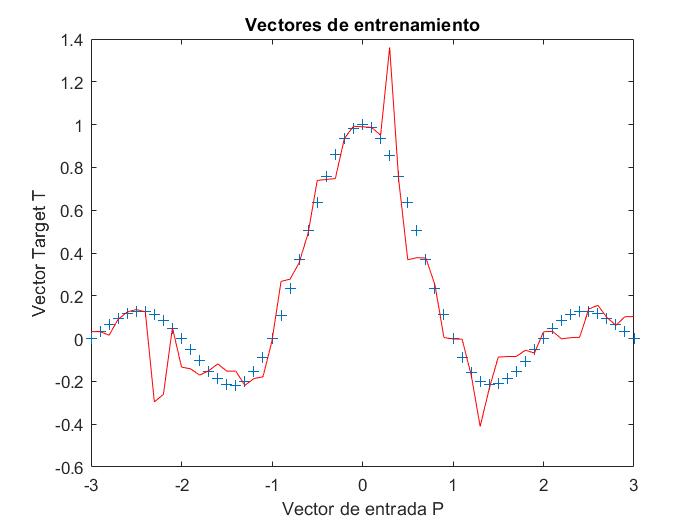 Vectores de entrenamiento
Vector Target T
1.4
1.2
1
0.8
0.6
0.4
0.2
0
-0.2
-0.4
-0.6
-3 -2 -1 0 1 2 3
Vector de entrada P